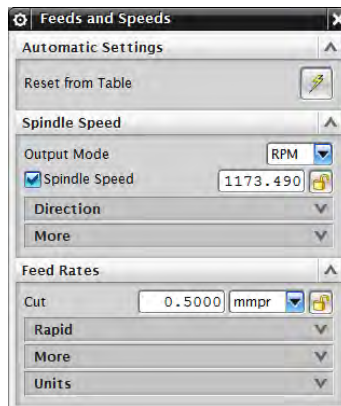 Feeds and Speeds
Automatic Settings
Reset from Table
Spindle Speed
Output Mode RPM
Spindle Speed 1173.490
Direction
More
Feed Rates
Cut 0.5000 mmpr
Rapid
More
Units